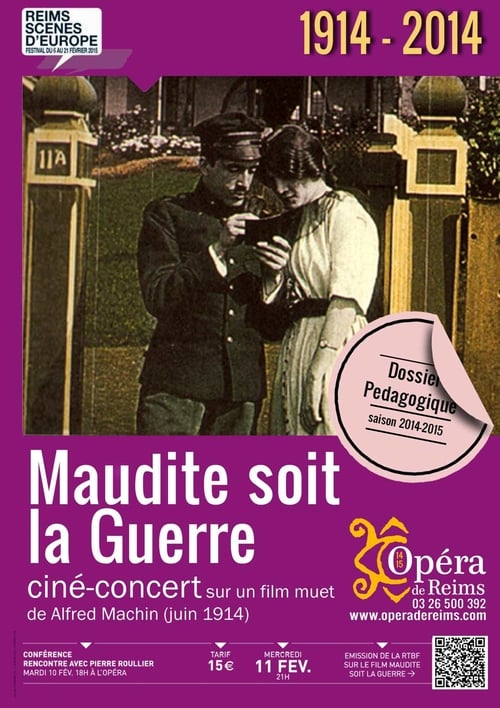 REIMS
SCENES
D'EUROPE
FESTIVAL DU 6 AU 21 FÉVRIER 2015
1914 - 2014
11A
Dossier
Pedagogique
saison 2014-2015
Maudite soit
la Guerre
ciné-concert sur un film muet
de Alfred Machin (juin 1914)
14
15
Opéra
de Reims
03 26 500 392
www.operadereims.com
CONFÉRENCE
RENCONTRE AVEC PIERRE ROULLIER
MARDI 10 FÉV. 18H À L'OPÉRA
TARIF
15 €
MERCREDI
11 FEV.
21H
EMISSION DE LA RTBF
SUR LE FILM MAUDITE
SOIT LA GUERRE →